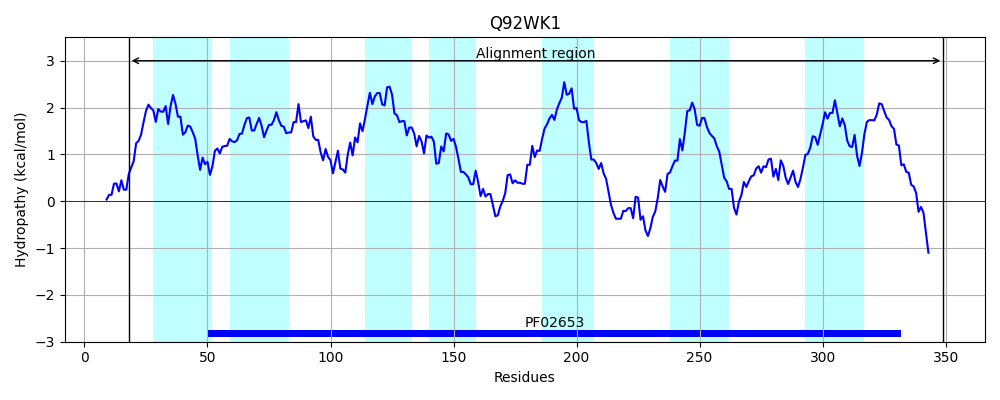 Q92WK1
Alignment region
PF02653
Hydropathy (kcal/mol)
3
2
1
0
−1
−2
−3
0 50 100 150 200 250 300 350
Residues